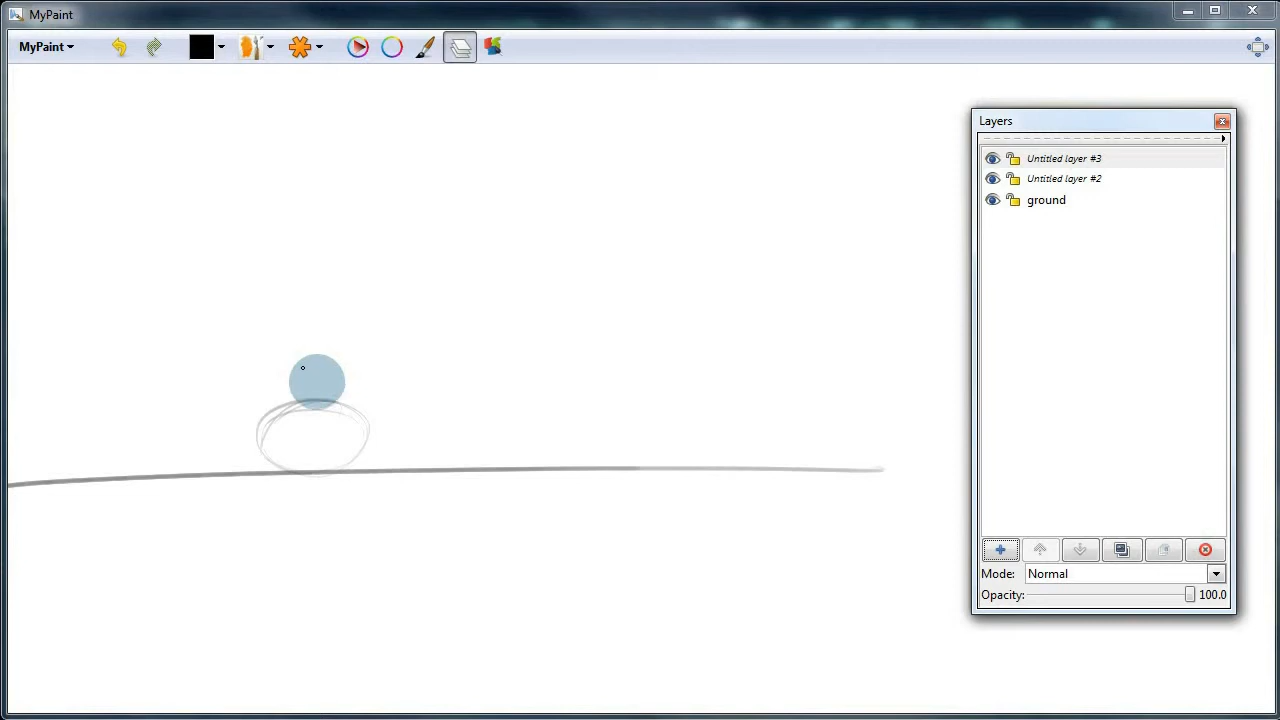 MyPaint
MyPaint
Layers
Untitled layer #3
Untitled layer #2
ground
Mode: Normal
Opacity: 100.0